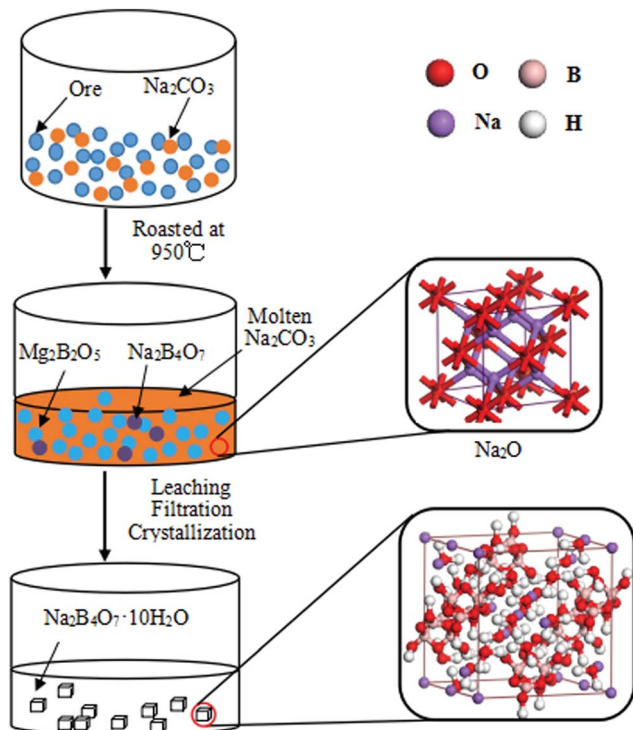 Ore
Na₂CO₃
O
B
Na
H
Roasted at
950℃
Molten
Na₂CO₃
Mg₂B₂O₅
Na₂B₄O₇
Na₂O
Leaching
Filtration
Crystallization
Na₂B₄O₇·10H₂O